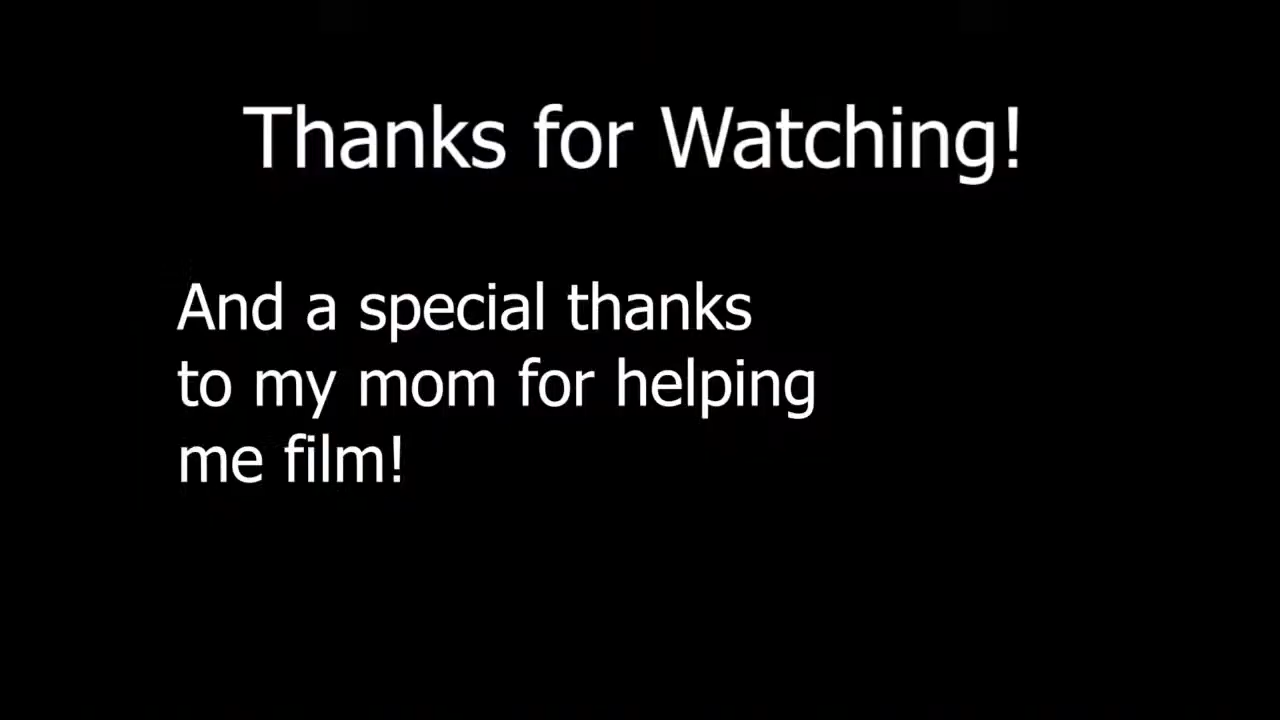 Thanks for Watching!
And a special thanks
to my mom for helping
me film!